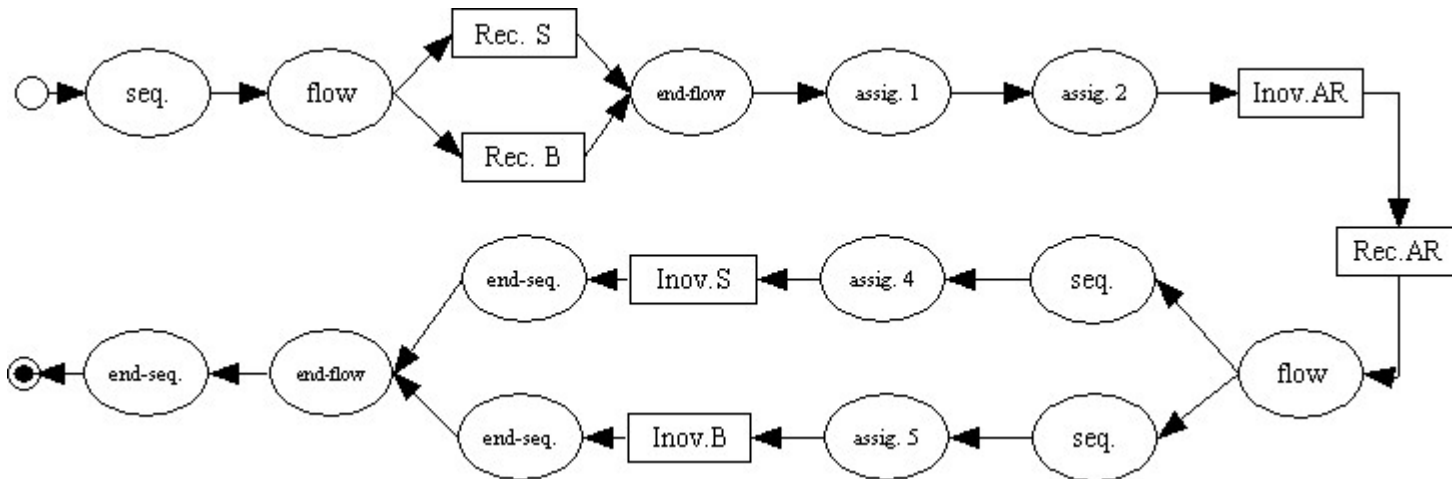 seq.
flow
Rec. S
Rec. B
end-flow
assig. 1
assig. 2
Inov.AR
Rec.AR
flow
seq.
assig. 4
Inov.S
end-seq.
seq.
assig. 5
Inov.B
end-seq.
end-flow
end-seq.